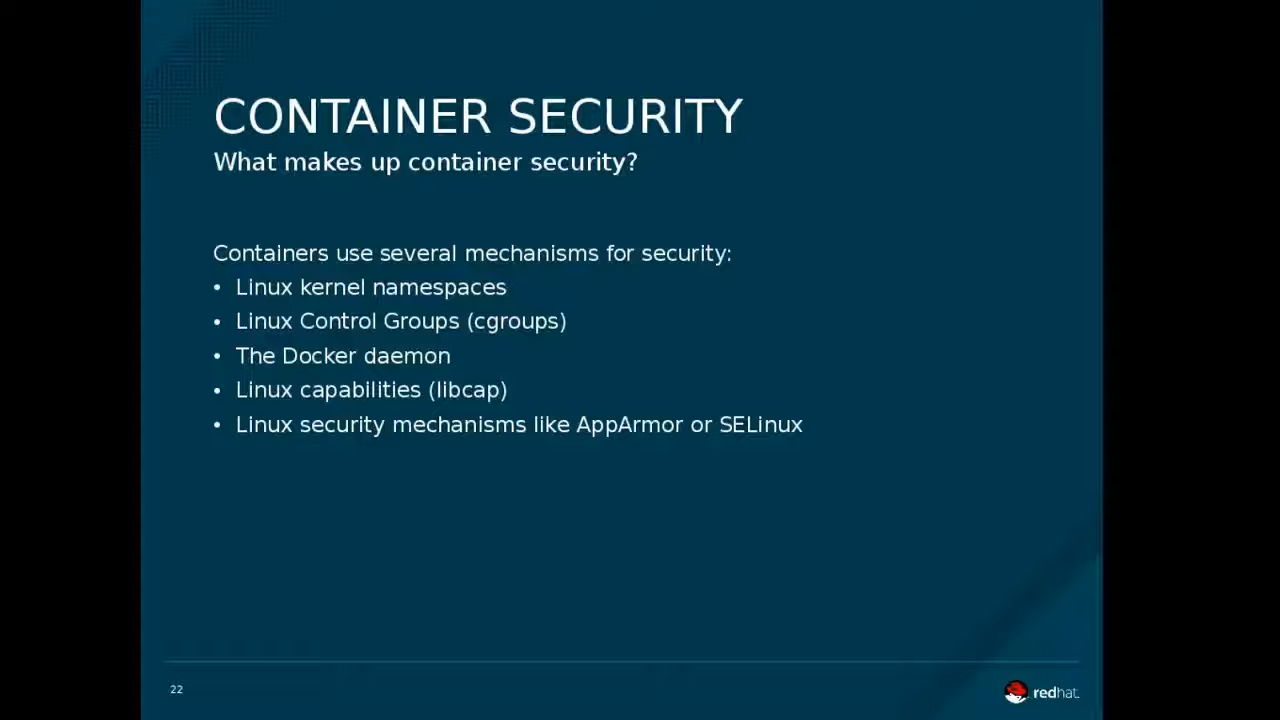 CONTAINER SECURITY
What makes up container security?
Containers use several mechanisms for security:
• Linux kernel namespaces
• Linux Control Groups (cgroups)
• The Docker daemon
• Linux capabilities (libcap)
• Linux security mechanisms like AppArmor or SELinux
22
redhat.